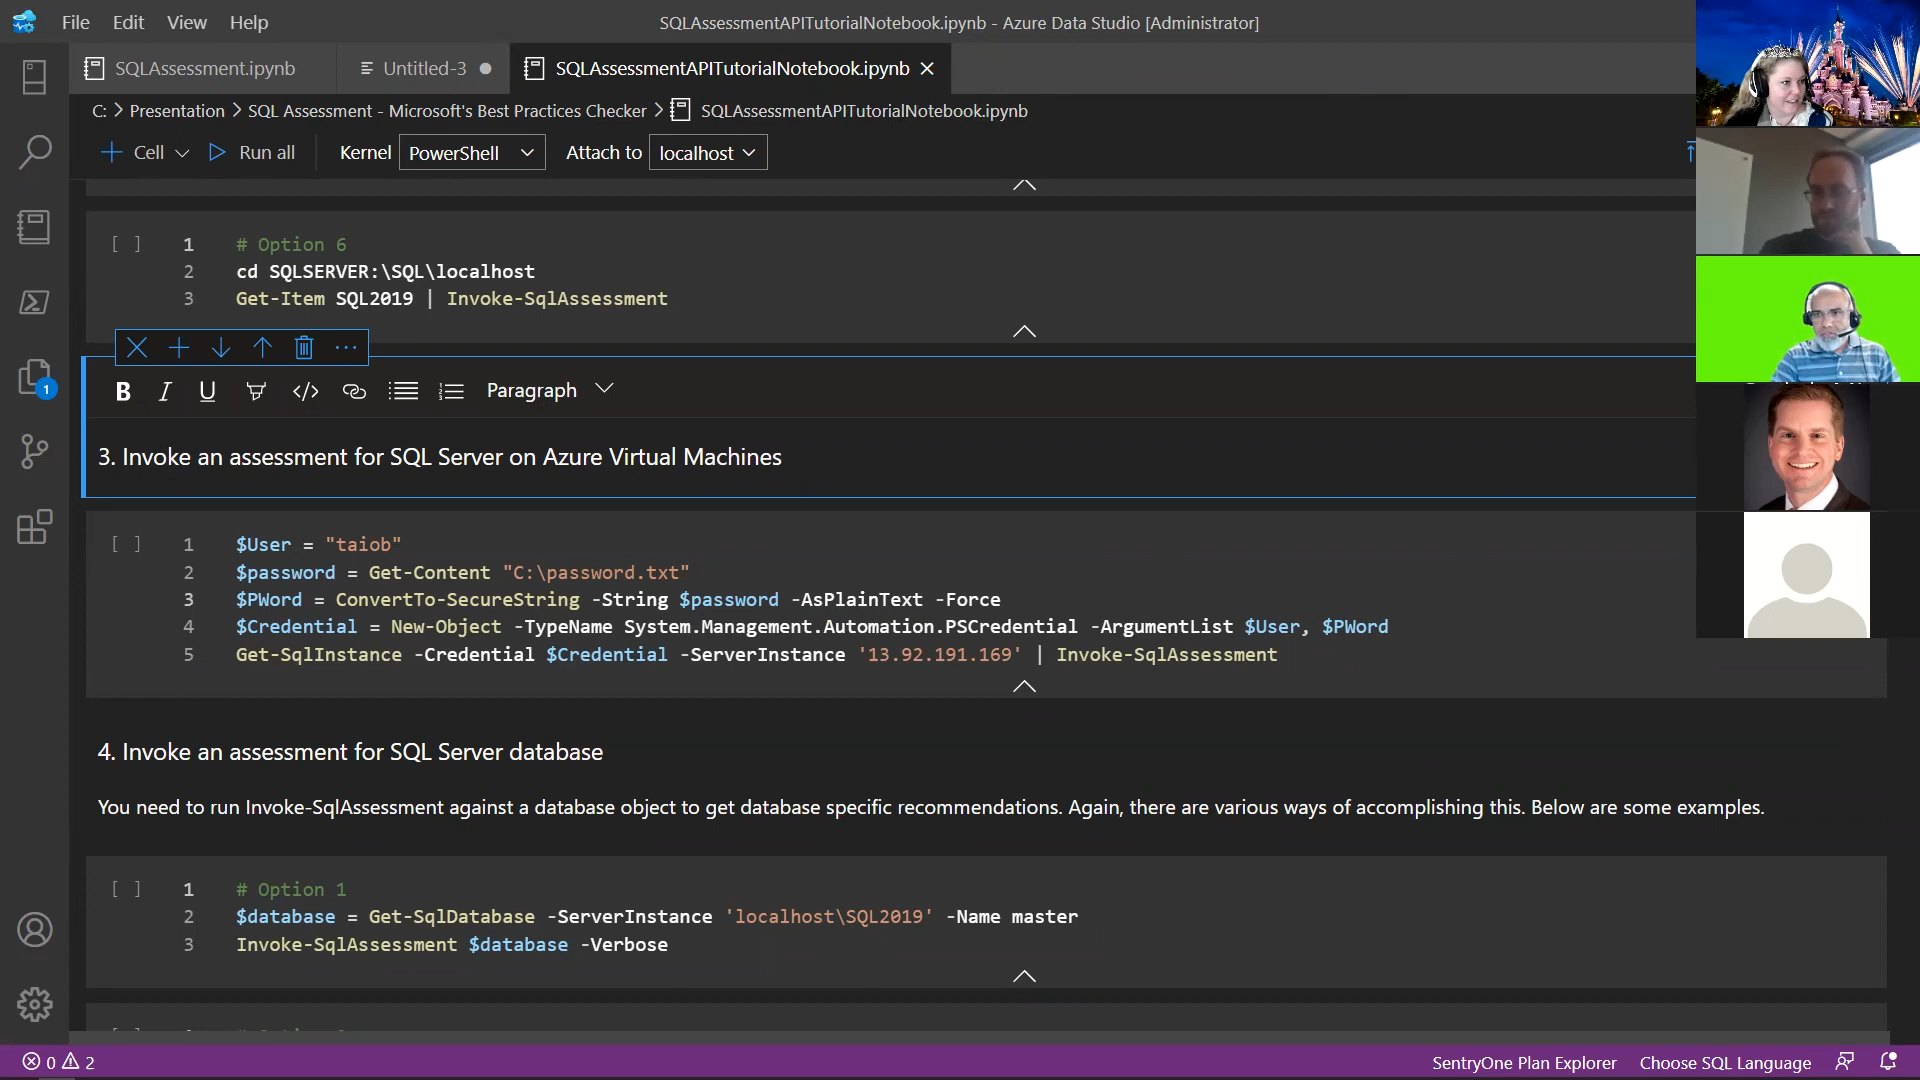 File Edit View Help
SQLAssessmentAPITutorialNotebook.ipynb - Azure Data Studio [Administrator]
SQLAssessment.ipynb
Untitled-3
SQLAssessmentAPITutorialNotebook.ipynb
C: > Presentation > SQL Assessment - Microsoft's Best Practices Checker > SQLAssessmentAPITutorialNotebook.ipynb
Cell Run all Kernel PowerShell Attach to localhost
[ ] 1 # Option 6
2 cd SQLSERVER:\SQL\localhost
3 Get-Item SQL2019 | Invoke-SqlAssessment
B I U </> Paragraph
3. Invoke an assessment for SQL Server on Azure Virtual Machines
[ ] 1 $User = "taiob"
2 $password = Get-Content "C:\password.txt"
3 $PWord = ConvertTo-SecureString -String $password -AsPlainText -Force
4 $Credential = New-Object -TypeName System.Management.Automation.PSCredential -ArgumentList $User, $PWord
5 Get-SqlInstance -Credential $Credential -ServerInstance '13.92.191.169' | Invoke-SqlAssessment
4. Invoke an assessment for SQL Server database
You need to run Invoke-SqlAssessment against a database object to get database specific recommendations. Again, there are various ways of accomplishing this. Below are some examples.
[ ] 1 # Option 1
2 $database = Get-SqlDatabase -ServerInstance 'localhost\SQL2019' -Name master
3 Invoke-SqlAssessment $database -Verbose
1
0 2
SentryOne Plan Explorer Choose SQL Language